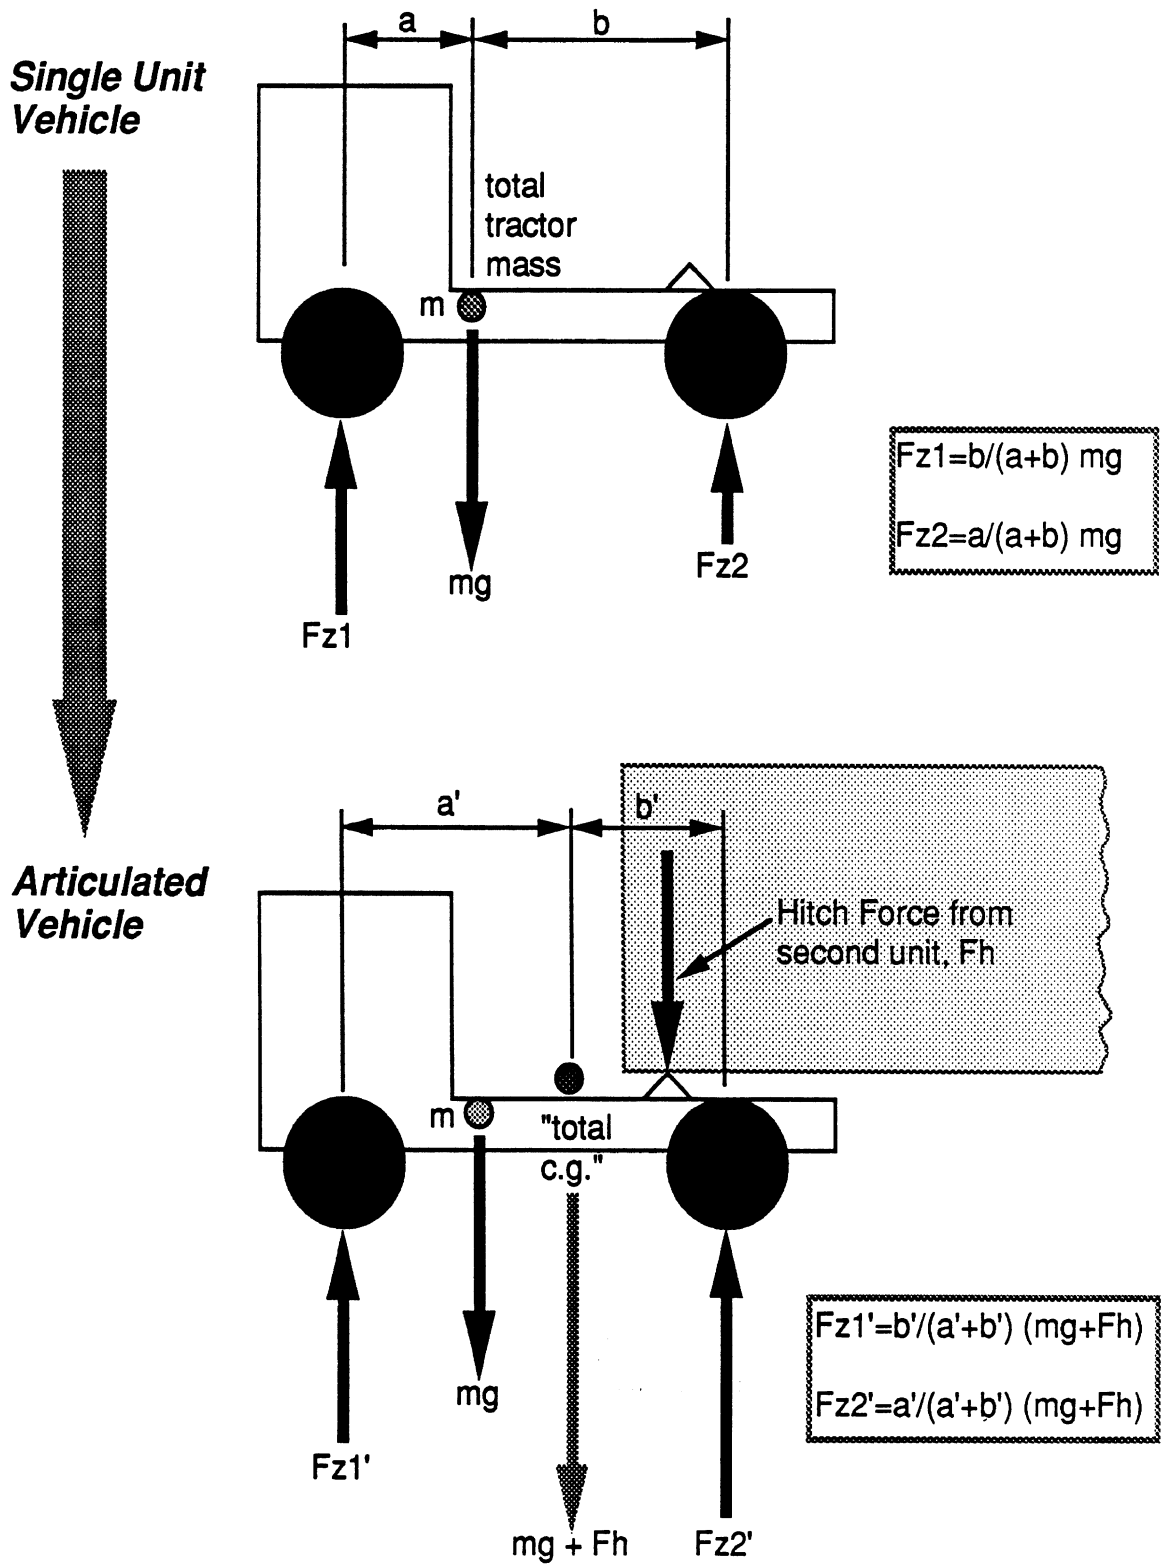 a
b
Single Unit
Vehicle
total
tractor
mass
m
Fz1=b/(a+b) mg
Fz2=a/(a+b) mg
Fz2
mg
Fz1
a'
b'
Articulated
Vehicle
Hitch Force from
second unit, Fh
m
"total
c.g."
Fz1'=b'/(a'+b') (mg+Fh)
Fz2'=a'/(a'+b') (mg+Fh)
mg
Fz1'
mg + Fh
Fz2'